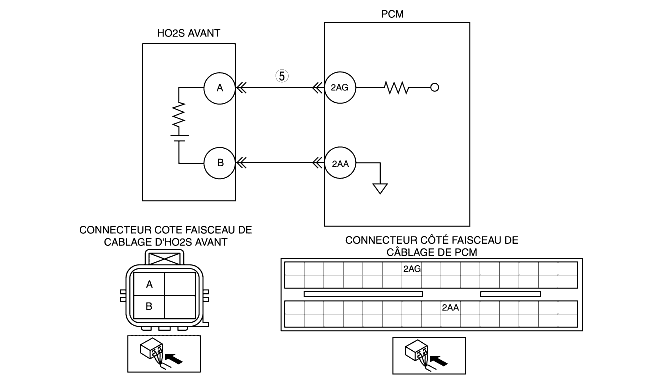 PCM
HO2S AVANT
A
5
2AG
B
2AA
CONNECTEUR COTE FAISCEAU DE
CABLAGE D'HO2S AVANT
CONNECTEUR CÔTÉ FAISCEAU DE
CÂBLAGE DE PCM
A
B
2AG
2AA